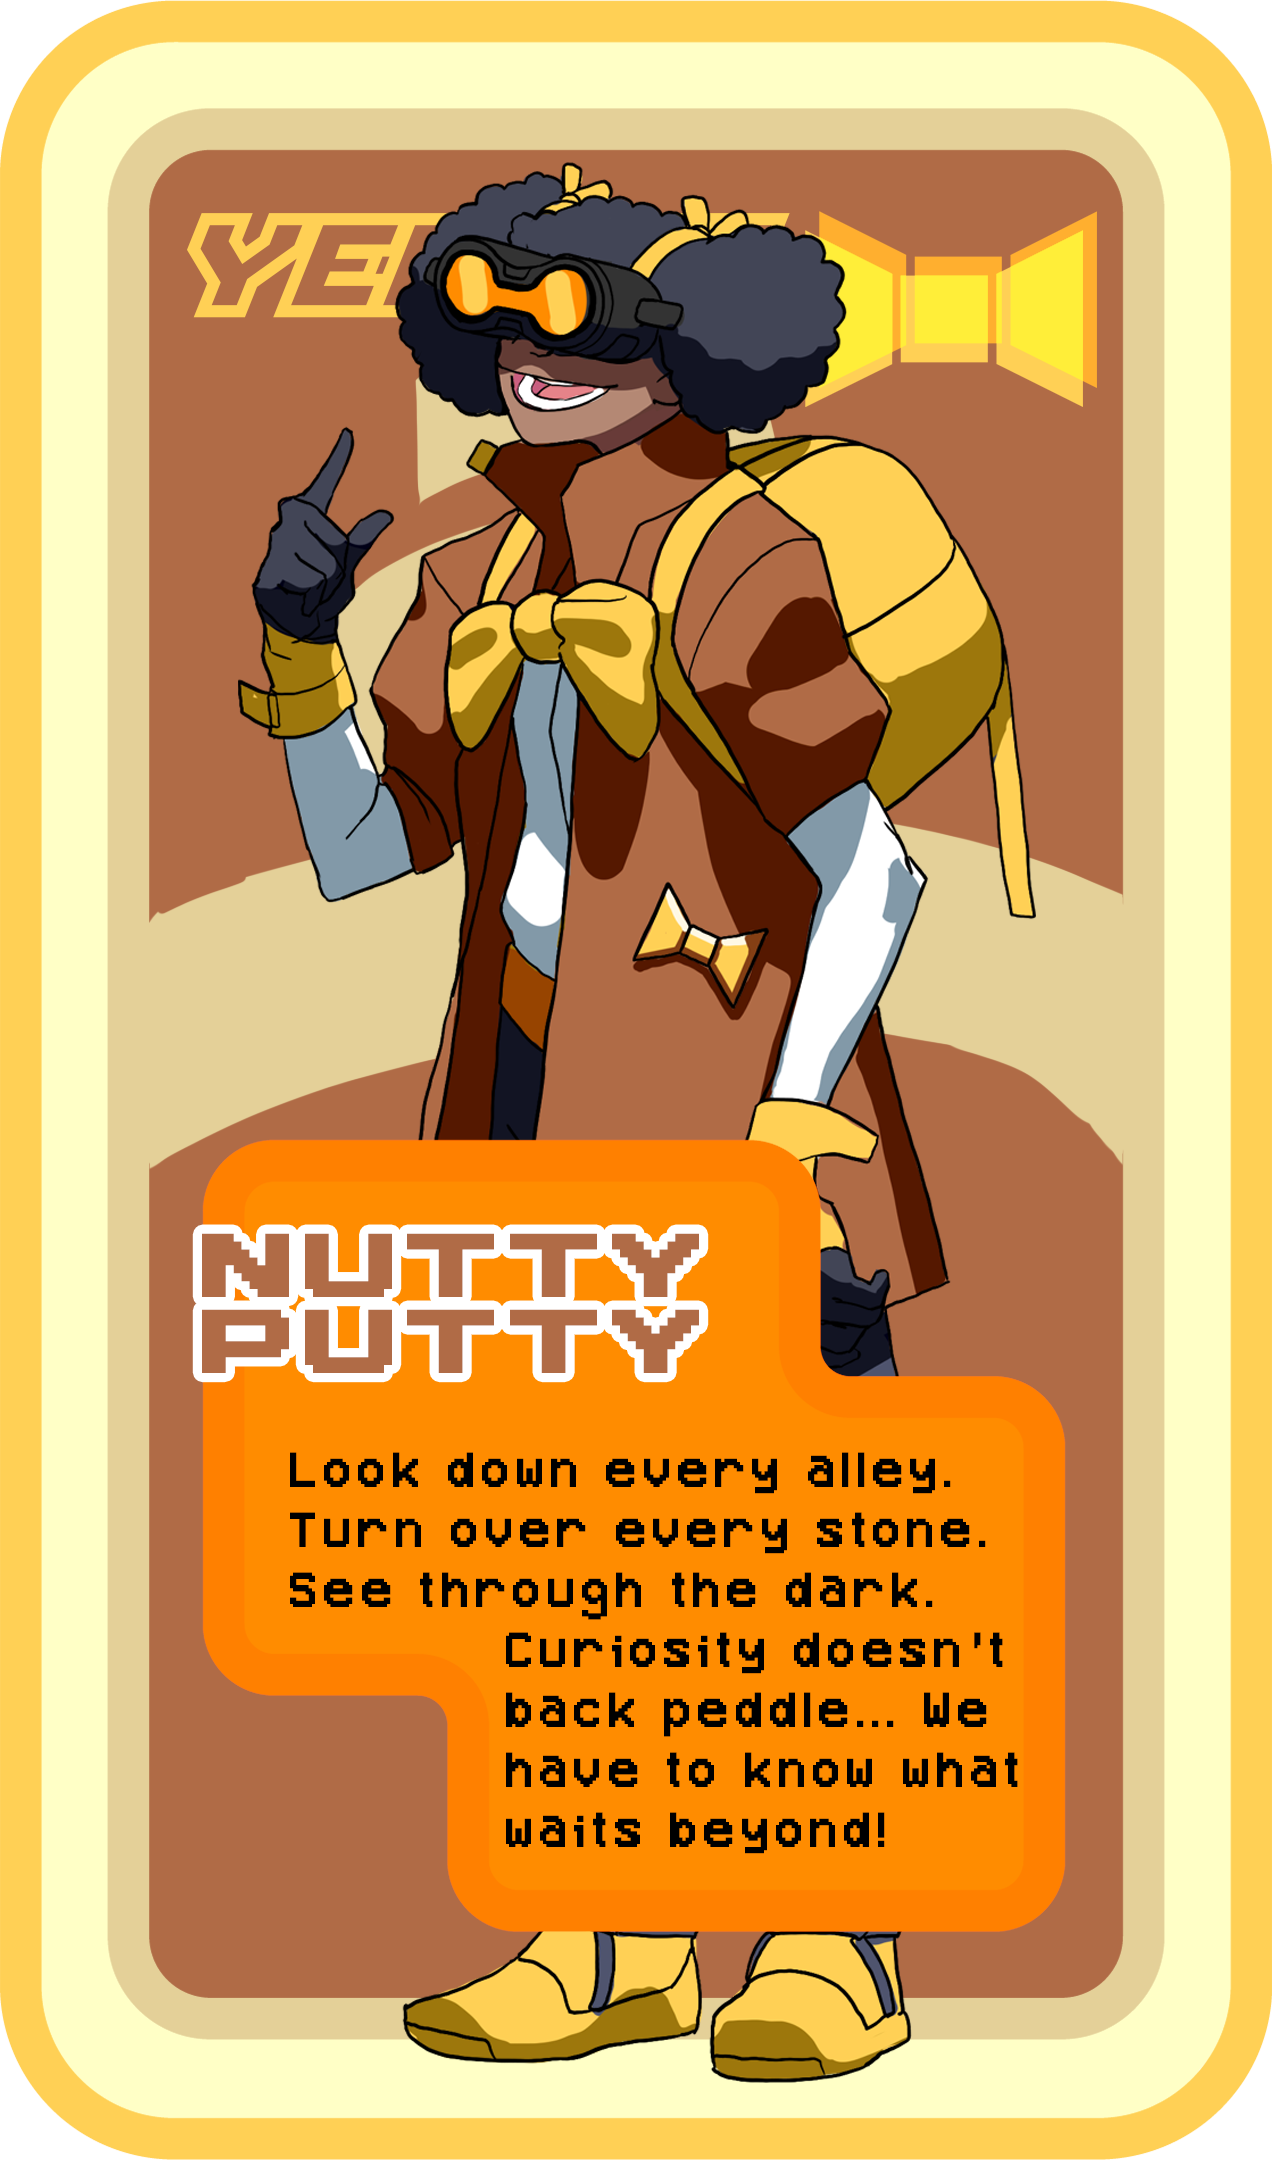 NUTTY
PUTTY
Look down every alley.
Turn over every stone.
See through the dark.
Curiosity doesn't
back peddle... We
have to know what
waits beyond!